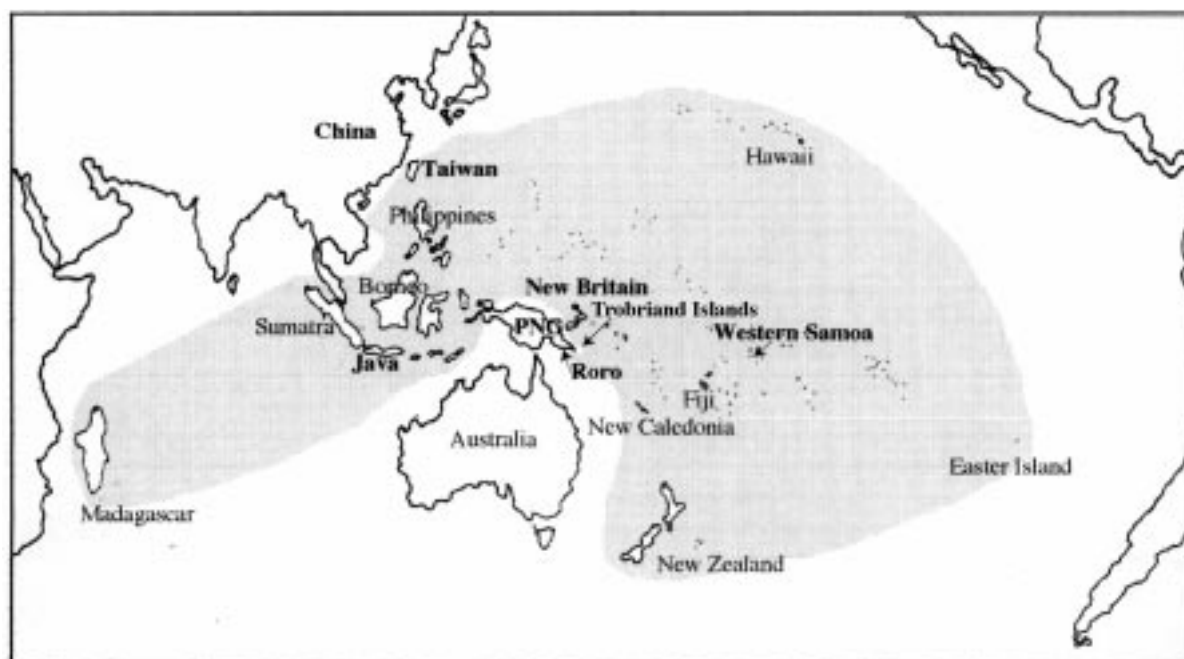 China
Hawaii
Taiwan
Philippines
Borneo
New Britain
Trobriand Islands
Sumatra
PNG
Western Samoa
Java
Roro
Fiji
New Caledonia
Australia
Easter Island
Madagascar
New Zealand